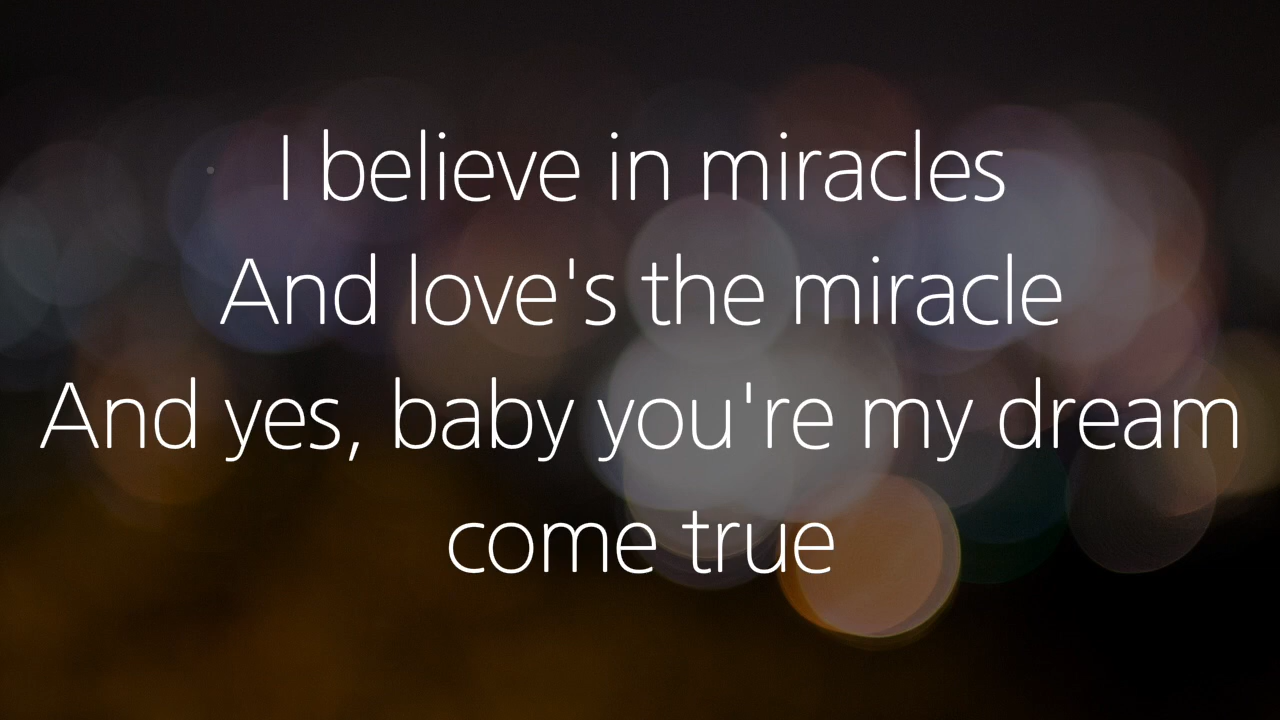 I believe in miracles
And love's the miracle
And yes, baby you're my dream
come true